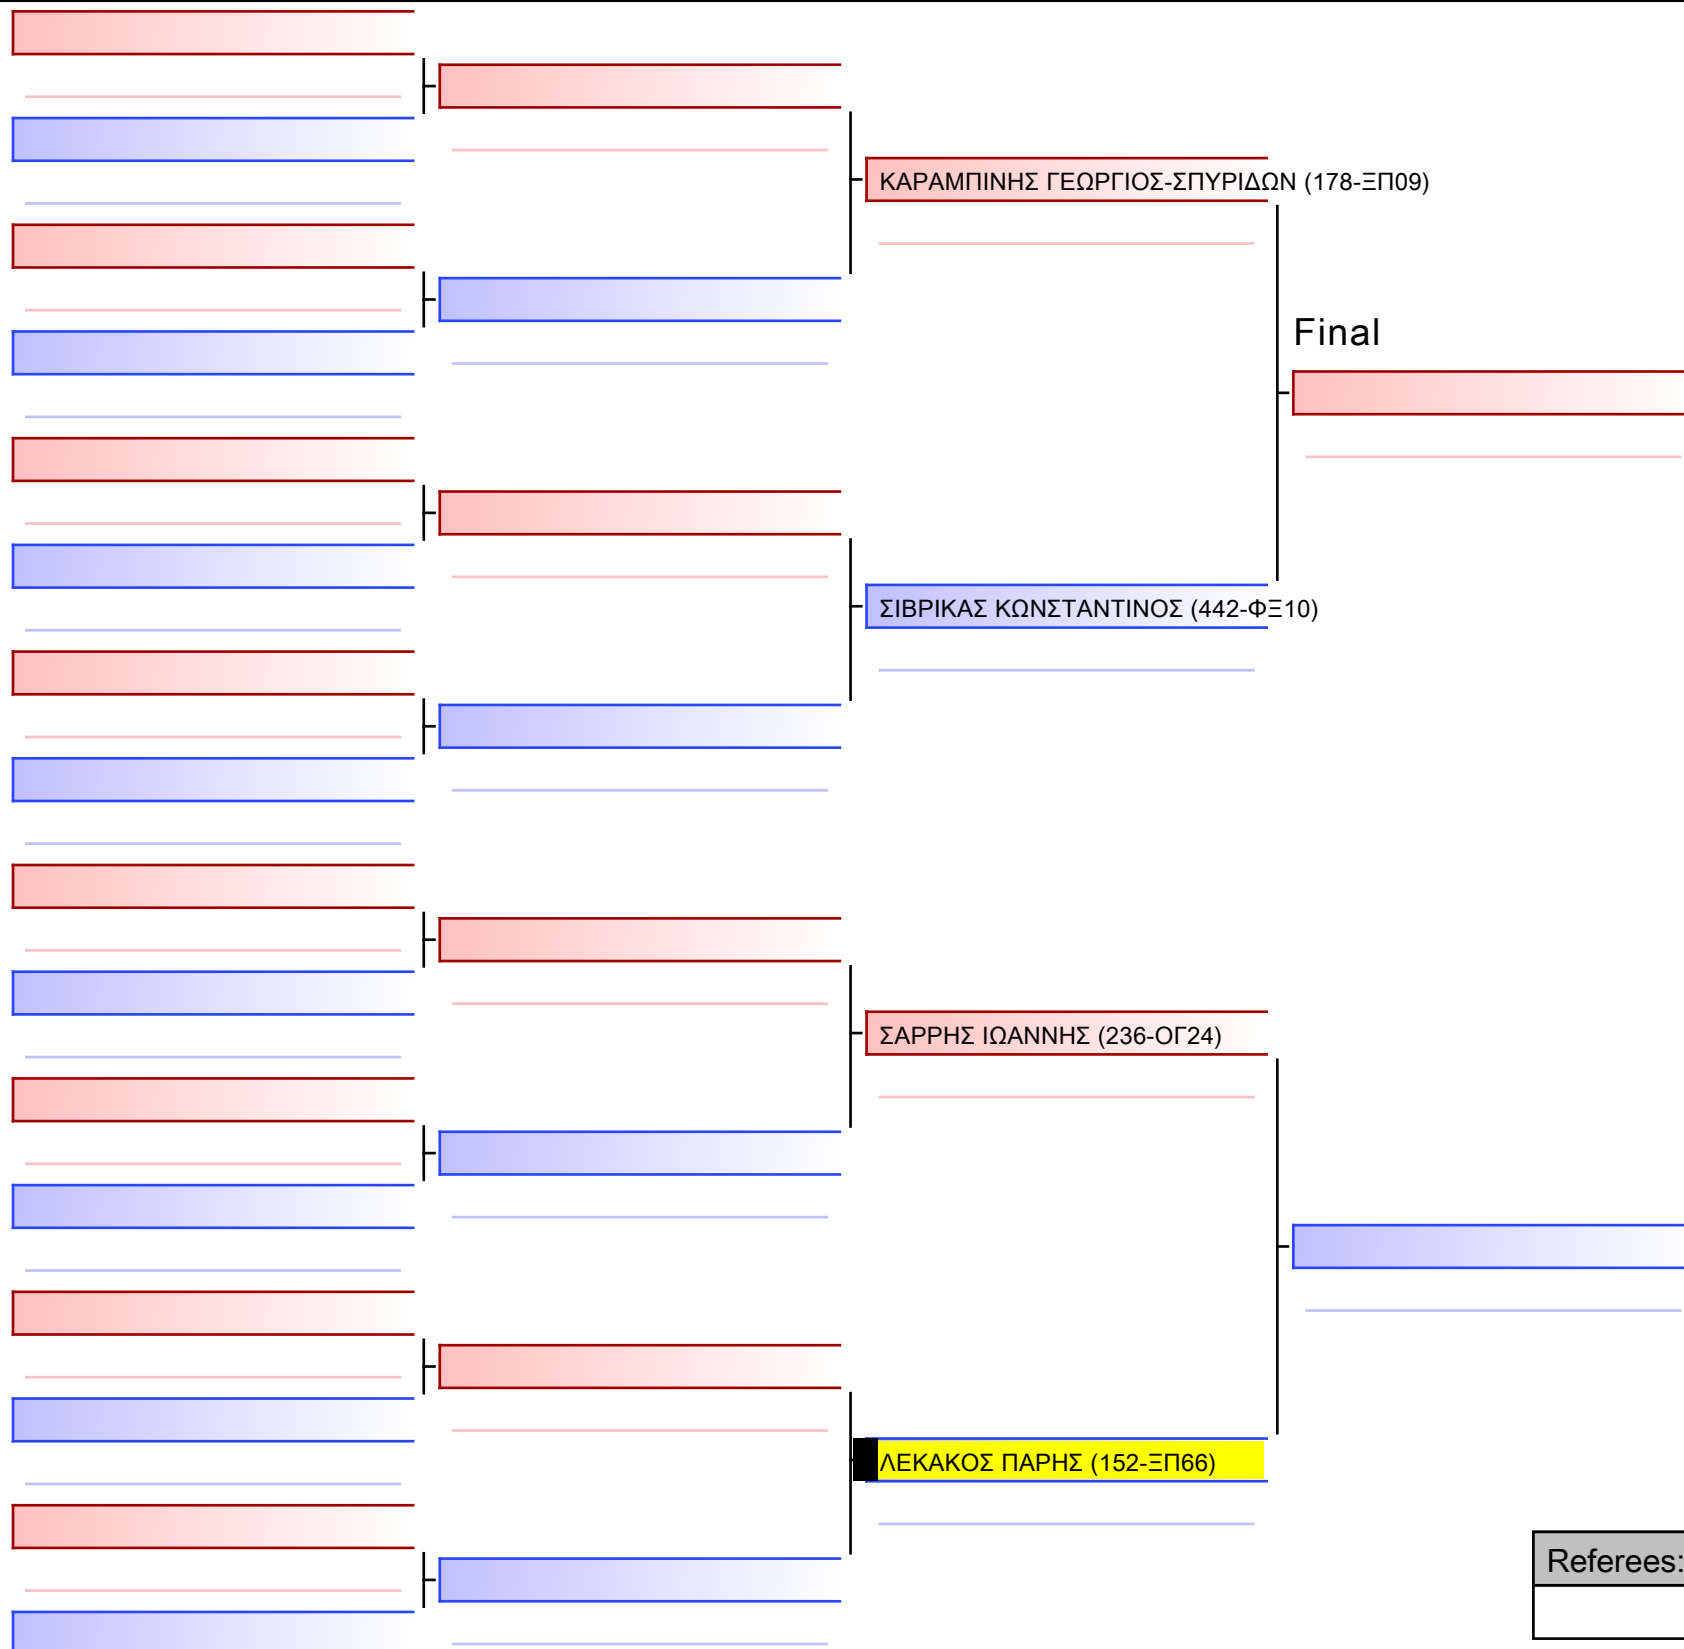 ΚΑΡΑΜΠΙΝΗΣ ΓΕΩΡΓΙΟΣ-ΣΠΥΡΙΔΩΝ (178-ΞΠ09)
Final
ΣΙΒΡΙΚΑΣ ΚΩΝΣΤΑΝΤΙΝΟΣ (442-ΦΞ10)
ΣΑΡΡΗΣ ΙΩΑΝΝΗΣ (236-ΟΓ24)
ΛΕΚΑΚΟΣ ΠΑΡΗΣ (152-ΞΠ66)
Referees: